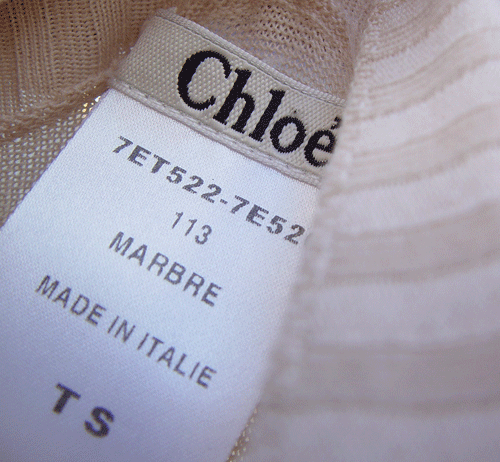 Chloé
7ET522-7E52
113
MARBRE
MADE IN ITALIE
TS